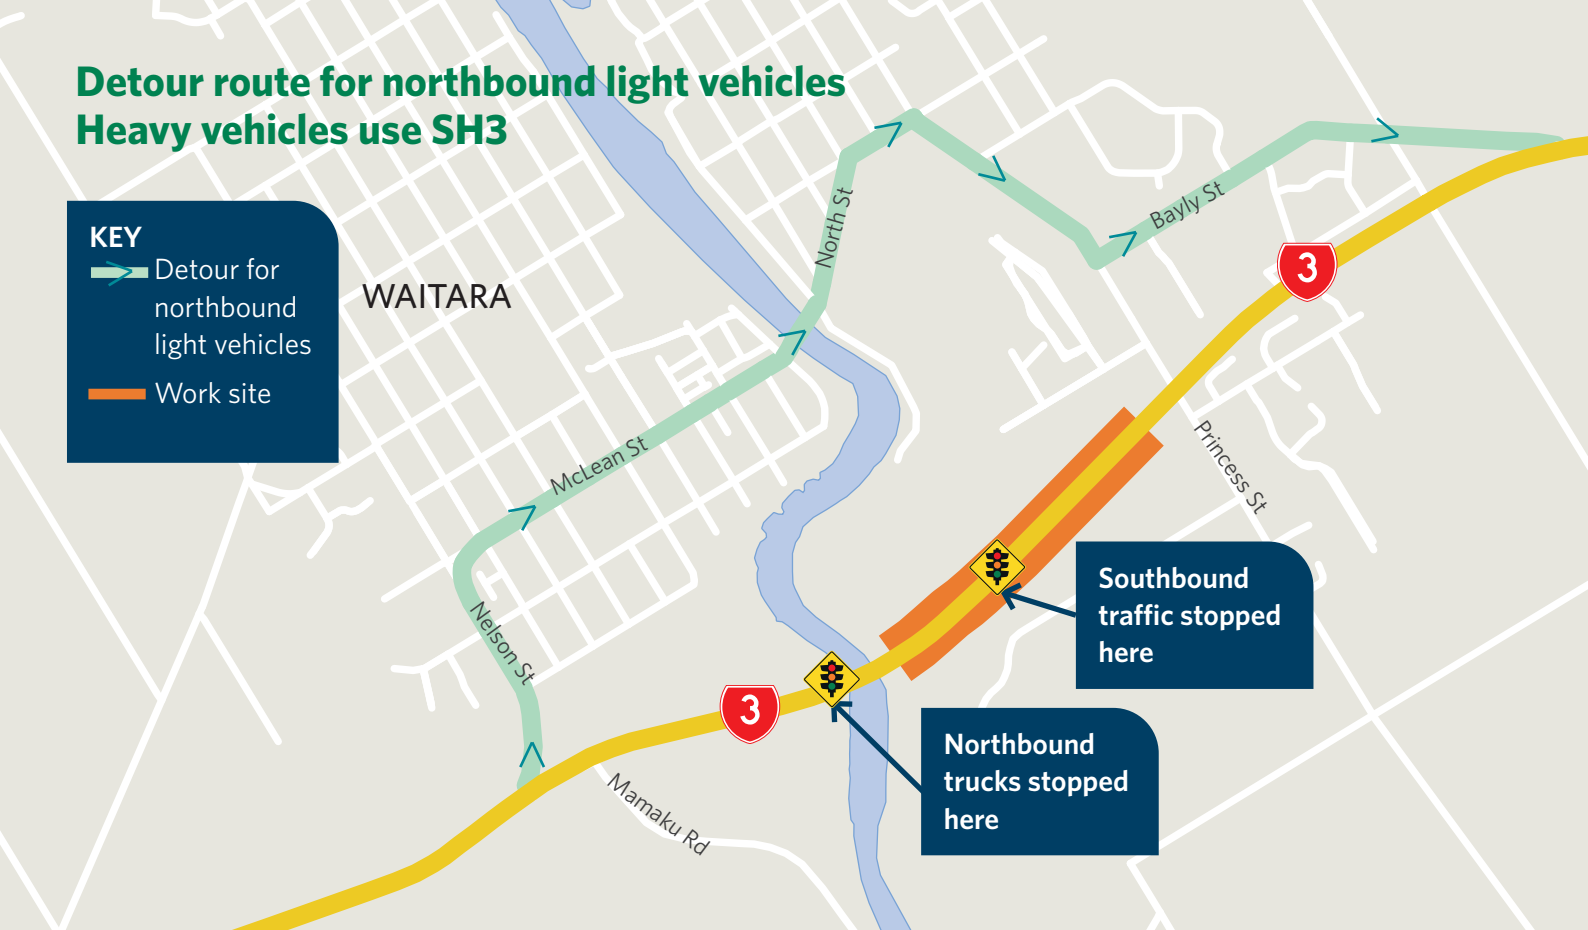 Detour route for northbound light vehicles
Heavy vehicles use SH3
KEY
Detour for
northbound
light vehicles
Work site
WAITARA
North St
Bayly St
3
McLean St
Princess St
Nelson St
Southbound
traffic stopped
here
3
Northbound
trucks stopped
here
Mamaku Rd